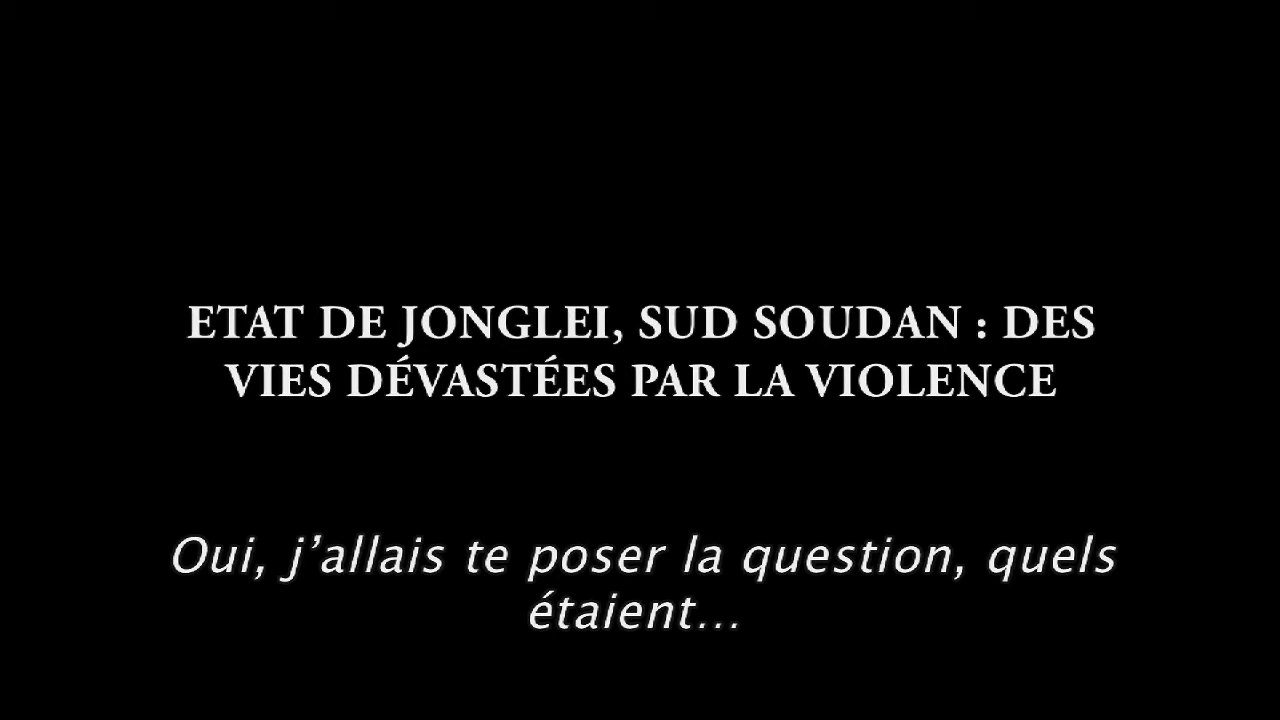 ETAT DE JONGLEI, SUD SOUDAN : DES
VIES DÉVASTÉES PAR LA VIOLENCE
Oui, j’allais te poser la question, quels
étaient...